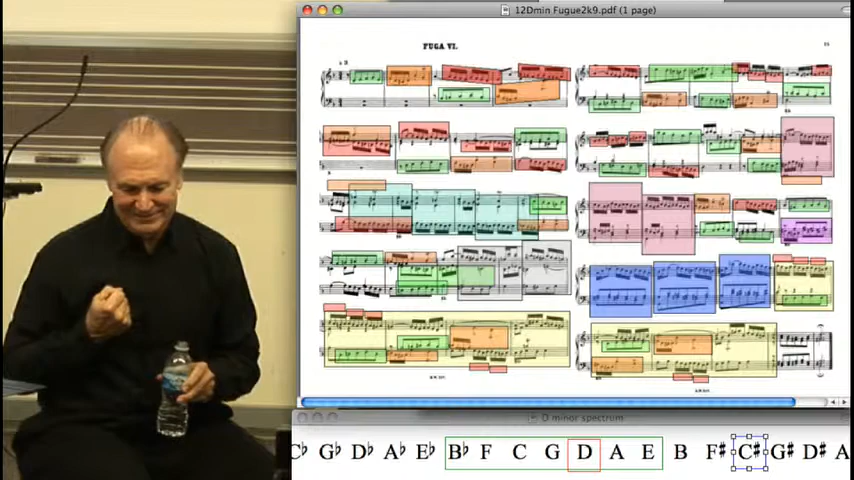 12Dmin Fugue2k9.pdf (1 page)
FUGA VI.
D minor spectrum
C♭ G♭ D♭ A♭ E♭ B♭ F C G D A E B F♯ C♯ G♯ D♯ A